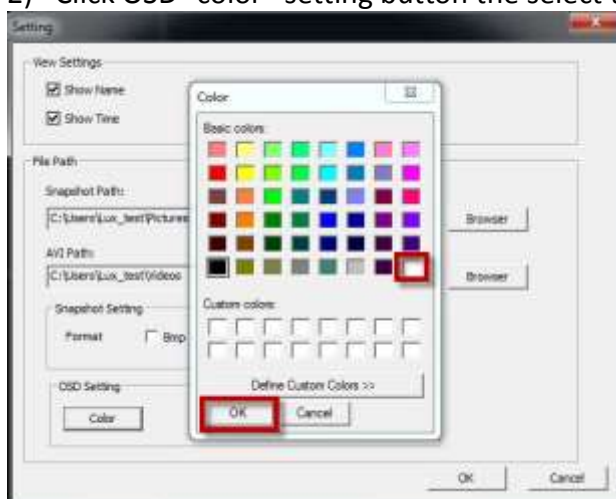 2) Click OSD "color" setting button the select
Setting
View Settings
Show Name
Show Time
File Path
Snapshot Path:
C:\Users\Lux_test\Pictures
Browser
AVI Path:
C:\Users\Lux_test\Videos
Browser
Snapshot Setting
Format
Bmp
OSD Setting
Color
Color
Basic colors:
Custom colors:
Define Custom Colors >>
OK
Cancel
OK
Cancel